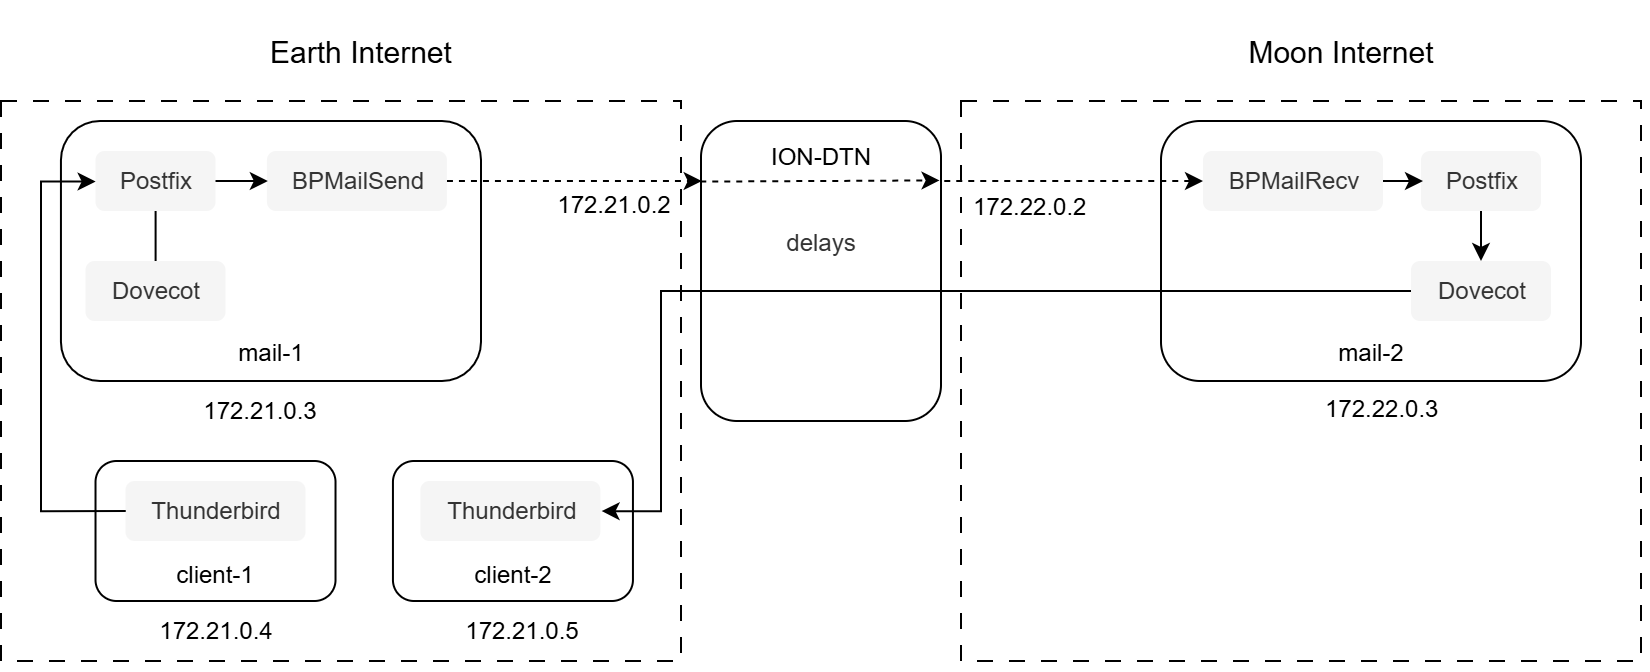 Earth Internet
Moon Internet
Postfix
BPMailSend
Dovecot
mail-1
172.21.0.3
172.21.0.2
ION-DTN
delays
172.22.0.2
BPMailRecv
Postfix
Dovecot
mail-2
172.22.0.3
Thunderbird
client-1
172.21.0.4
Thunderbird
client-2
172.21.0.5